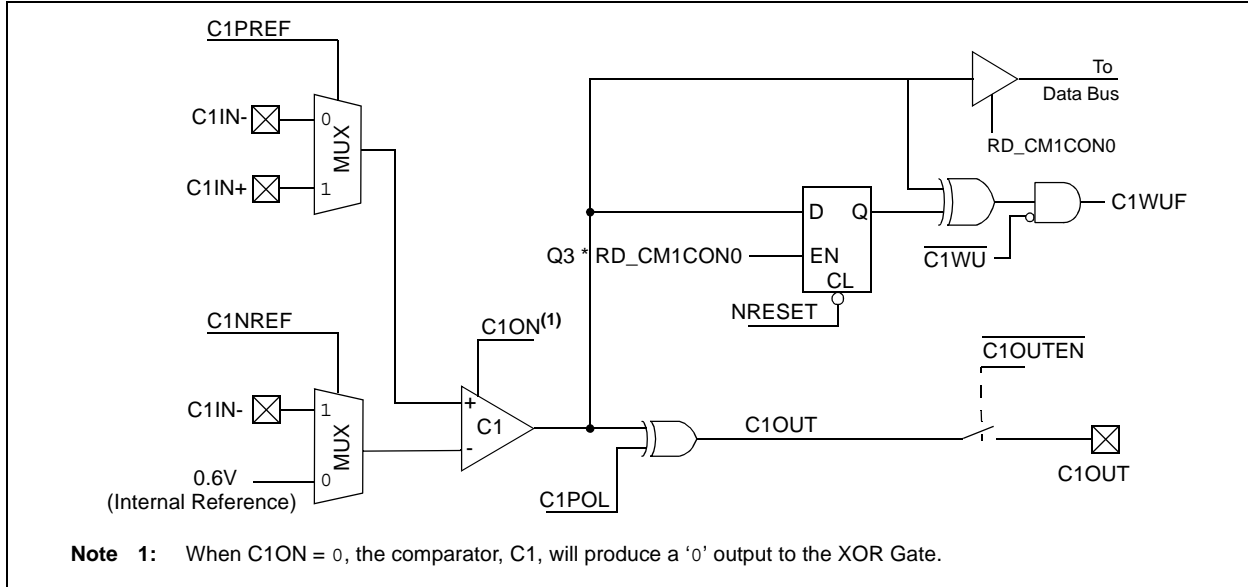 C1PREF
C1IN-
0
MUX
C1IN+
1
To
Data Bus
RD_CM1CON0
D Q
Q3 * RD_CM1CON0
EN
CL
NRESET
C1WU
C1WUF
C1NREF
C1ON(1)
C1OUTEN
C1IN-
1
MUX
0.6V
0
(Internal Reference)
+
C1
-
C1OUT
C1OUT
C1POL
Note 1: When C1ON = 0, the comparator, C1, will produce a ‘0’ output to the XOR Gate.